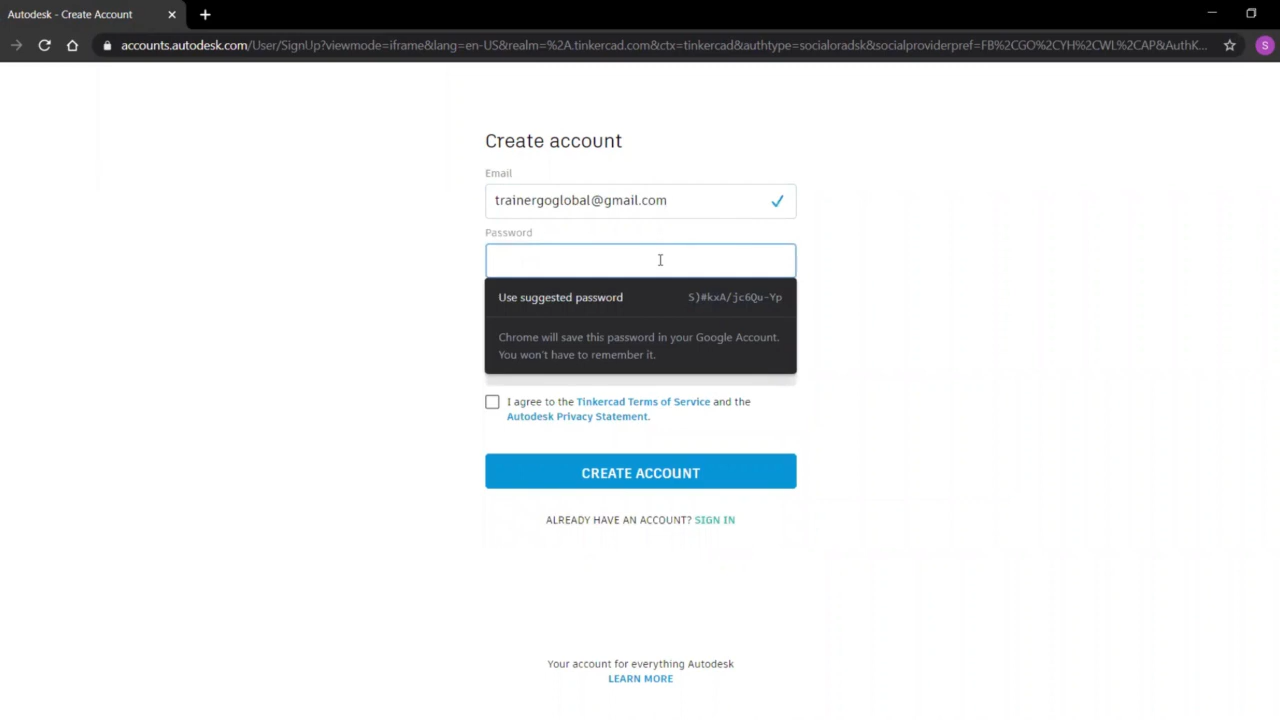 Autodesk - Create Account
accounts.autodesk.com/User/SignUp?viewmode=iframe&lang=en-US&realm=%2A.tinkercad.com&ctx=tinkercad&authtype=socialoradsk&socialproviderpref=FB%2CGO%2CYH%2CWL%2CAP&AuthK...
S
Create account
Email
trainergoglobal@gmail.com
Password
Use suggested password S)#kxA/jc6Qu-Yp
Chrome will save this password in your Google Account.
You won't have to remember it.
I agree to the Tinkercad Terms of Service and the
Autodesk Privacy Statement.
CREATE ACCOUNT
ALREADY HAVE AN ACCOUNT? SIGN IN
Your account for everything Autodesk
LEARN MORE